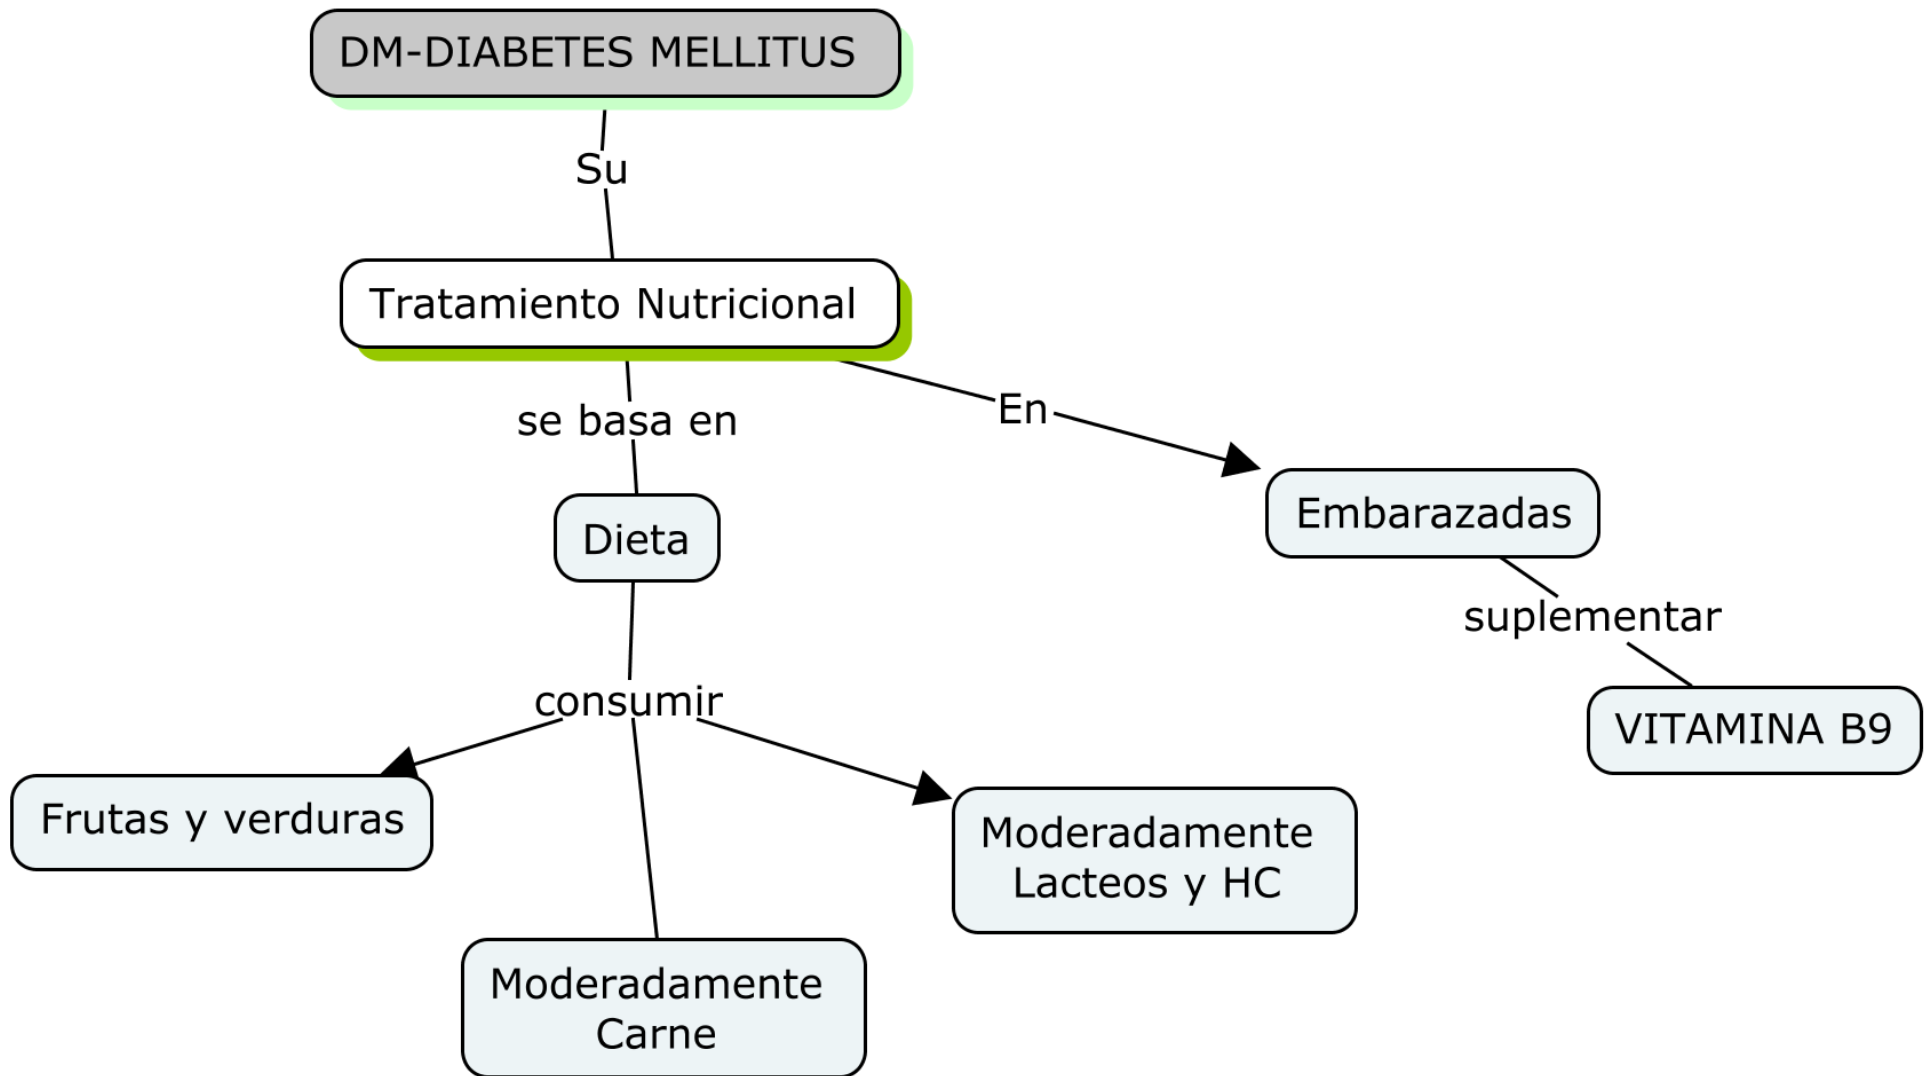 DM-DIABETES MELLITUS
Su
Tratamiento Nutricional
se basa en
En
Dieta
Embarazadas
suplementar
VITAMINA B9
consumir
Frutas y verduras
Moderadamente
Lacteos y HC
Moderadamente
Carne